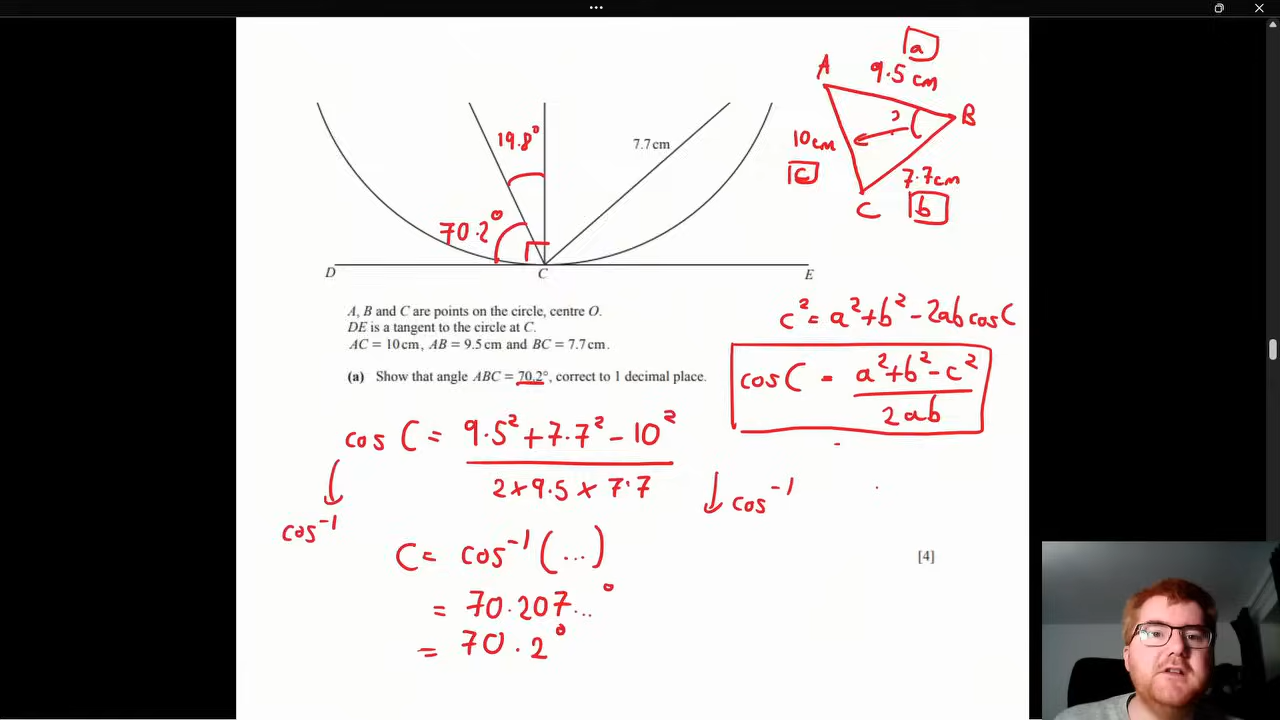 a
A
9.5 cm
B
?
10cm
c
7.7cm
C
b
19.8°
7.7 cm
70.2°
D
C
E
A, B and C are points on the circle, centre O.
DE is a tangent to the circle at C.
AC = 10 cm, AB = 9.5 cm and BC = 7.7 cm.
c² = a² + b² - 2ab cos C
(a) Show that angle ABC = 70.2°, correct to 1 decimal place.
cos C = a² + b² - c² / 2ab
cos C = 9.5² + 7.7² - 10² / 2 × 9.5 × 7.7
↓ cos⁻¹
↓ cos⁻¹
C = cos⁻¹ (...)
[4]
= 70.207...°
= 70.2°